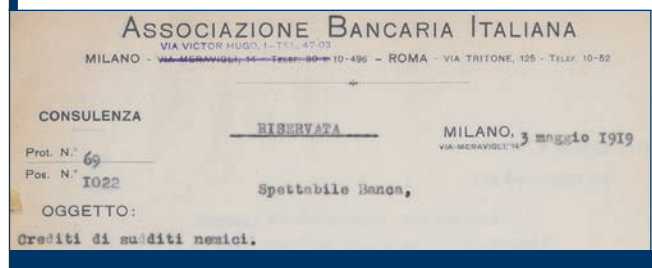 ASSOCIAZIONE BANCARIA ITALIANA
VIA VICTOR HUGO, 1 - TEL. 47-03
MILANO - VIA MERAVIGLI, 14 - TELEF. 80 e 10-496 - ROMA - VIA TRITONE, 125 - TELEF. 10-52
CONSULENZA
RISERVATA
MILANO, 3 maggio 1919
VIA MERAVIGLI, 14
Prot. N.° 69
Pos. N.° 1022
Spettabile Banca,
OGGETTO:
Crediti di sudditi nemici.